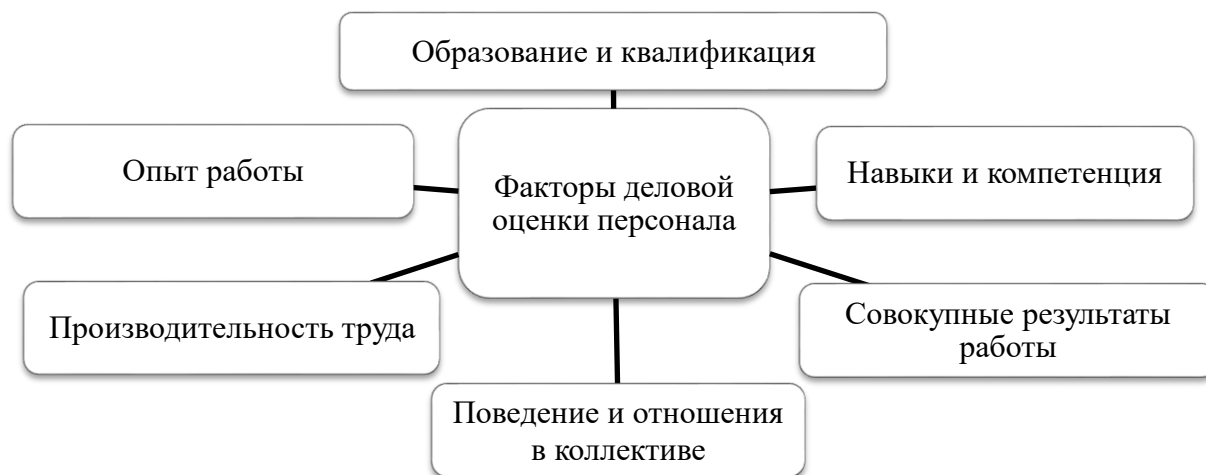 Образование и квалификация
Опыт работы
Факторы деловой
оценки персонала
Навыки и компетенция
Производительность труда
Совокупные результаты
работы
Поведение и отношения
в коллективе